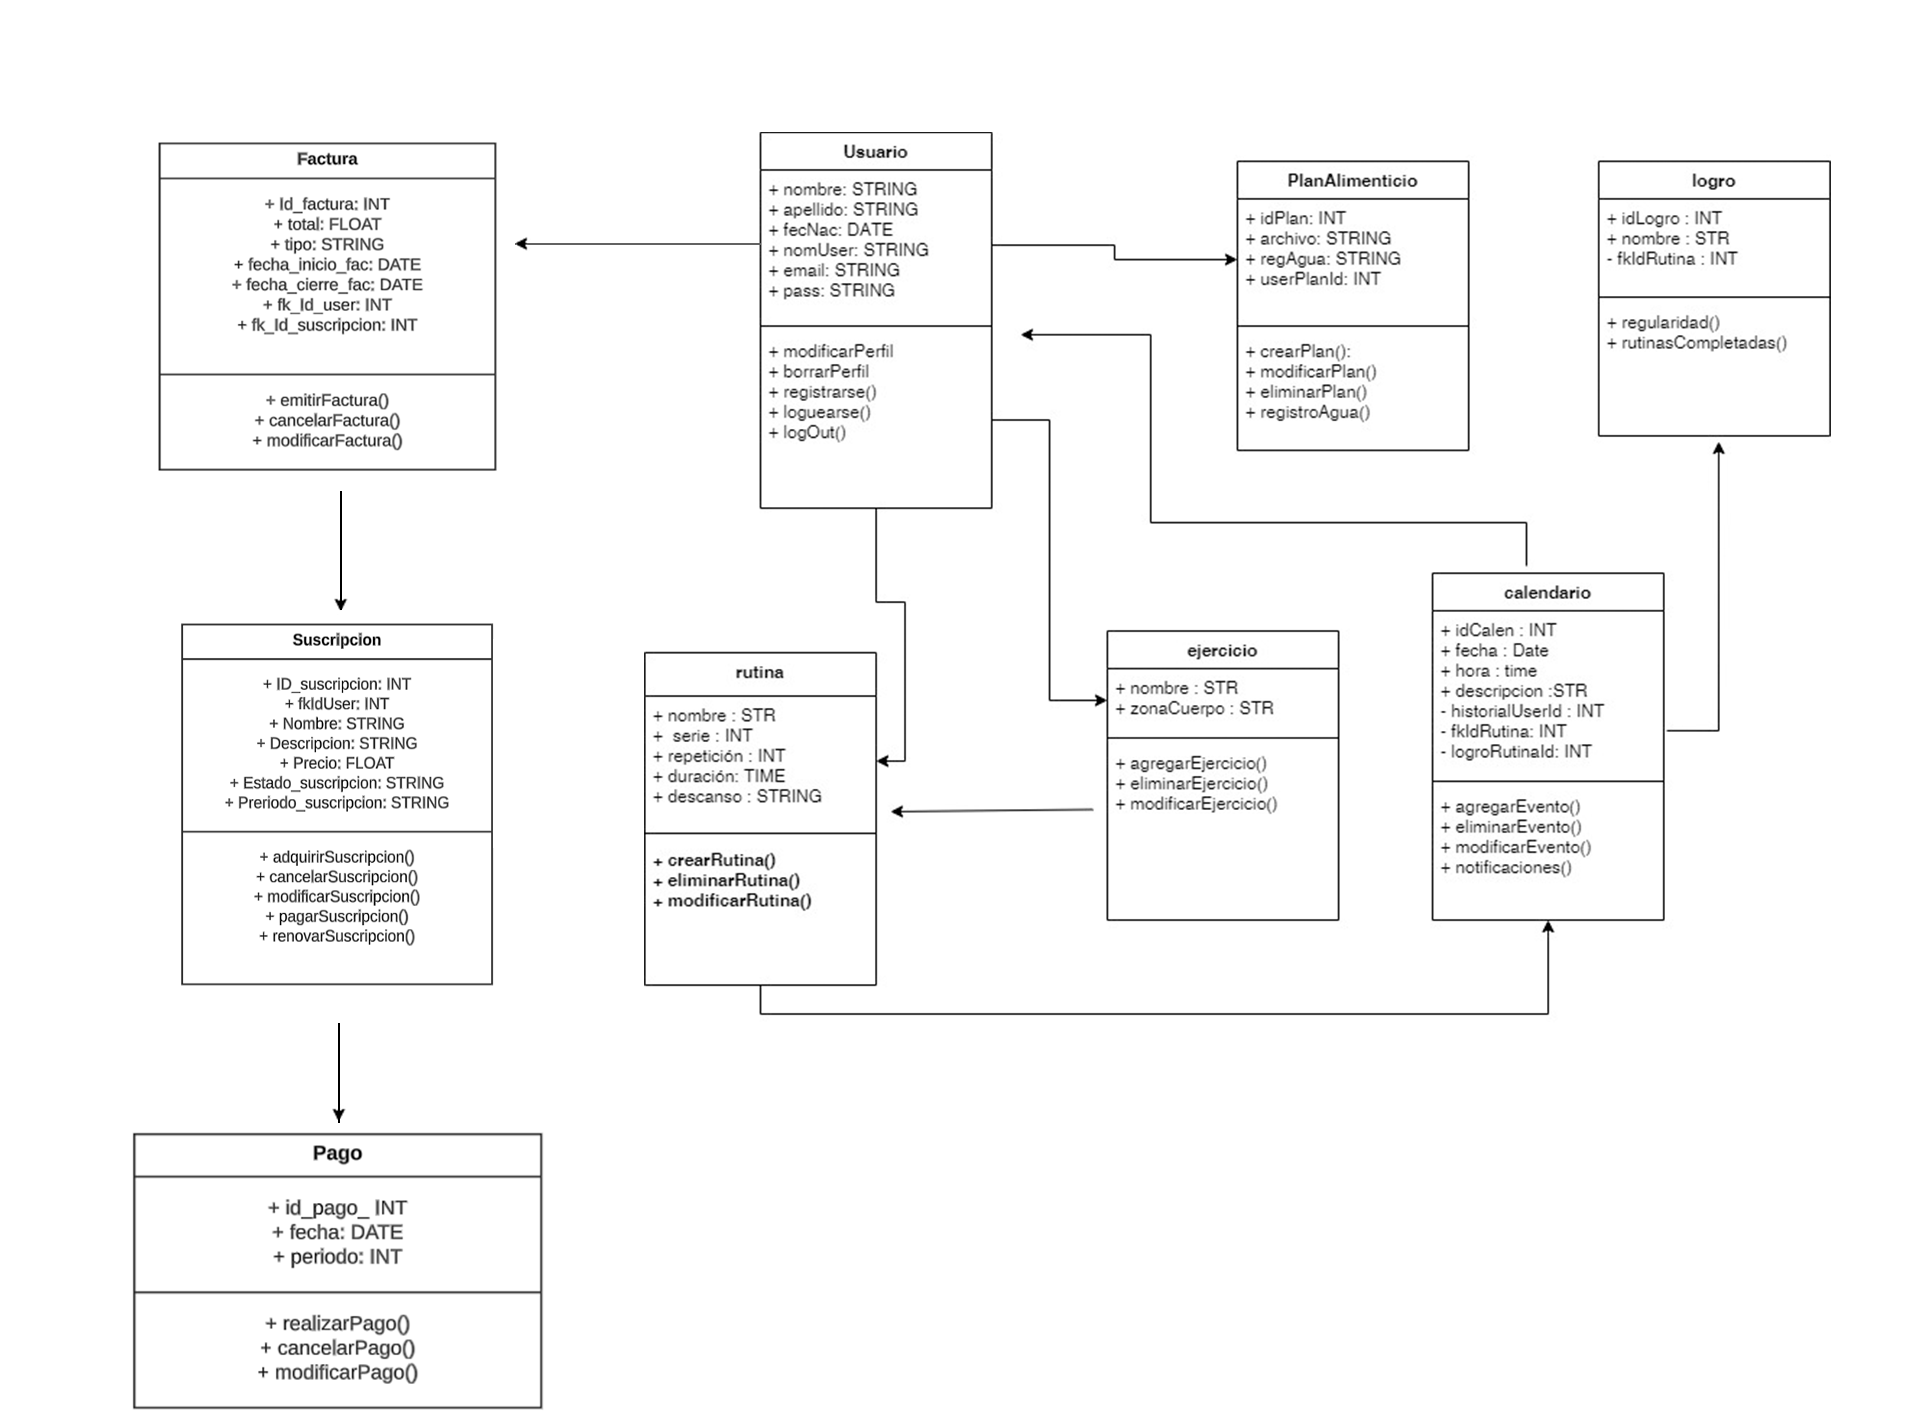 Factura
+ Id_factura: INT
+ total: FLOAT
+ tipo: STRING
+ fecha_inicio_fac: DATE
+ fecha_cierre_fac: DATE
+ fk_Id_user: INT
+ fk_Id_suscripcion: INT
+ emitirFactura()
+ cancelarFactura()
+ modificarFactura()
Usuario
+ nombre: STRING
+ apellido: STRING
+ fecNac: DATE
+ nomUser: STRING
+ email: STRING
+ pass: STRING
+ modificarPerfil
+ borrarPerfil
+ registrarse()
+ loguearse()
+ logOut()
PlanAlimenticio
+ idPlan: INT
+ archivo: STRING
+ regAgua: STRING
+ userPlanId: INT
+ crearPlan():
+ modificarPlan()
+ eliminarPlan()
+ registroAgua()
logro
+ idLogro : INT
+ nombre : STR
- fkIdRutina : INT
+ regularidad()
+ rutinasCompletadas()
Suscripcion
+ ID_suscripcion: INT
+ fkIdUser: INT
+ Nombre: STRING
+ Descripcion: STRING
+ Precio: FLOAT
+ Estado_suscripcion: STRING
+ Preriodo_suscripcion: STRING
+ adquirirSuscripcion()
+ cancelarSuscripcion()
+ modificarSuscripcion()
+ pagarSuscripcion()
+ renovarSuscripcion()
rutina
+ nombre : STR
+ serie : INT
+ repetición : INT
+ duración: TIME
+ descanso : STRING
+ crearRutina()
+ eliminarRutina()
+ modificarRutina()
ejercicio
+ nombre : STR
+ zonaCuerpo : STR
+ agregarEjercicio()
+ eliminarEjercicio()
+ modificarEjercicio()
calendario
+ idCalen : INT
+ fecha : Date
+ hora : time
+ descripcion :STR
- historialUserId : INT
- fkIdRutina: INT
- logroRutinaId: INT
+ agregarEvento()
+ eliminarEvento()
+ modificarEvento()
+ notificaciones()
Pago
+ id_pago_ INT
+ fecha: DATE
+ periodo: INT
+ realizarPago()
+ cancelarPago()
+ modificarPago()